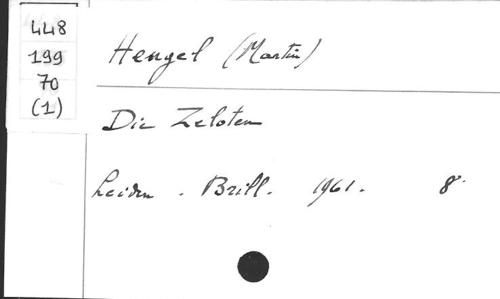 448
199
70
(1)
Hengel (Martin)
Die Zeloten
Leiden. Brill. 1961. 8°